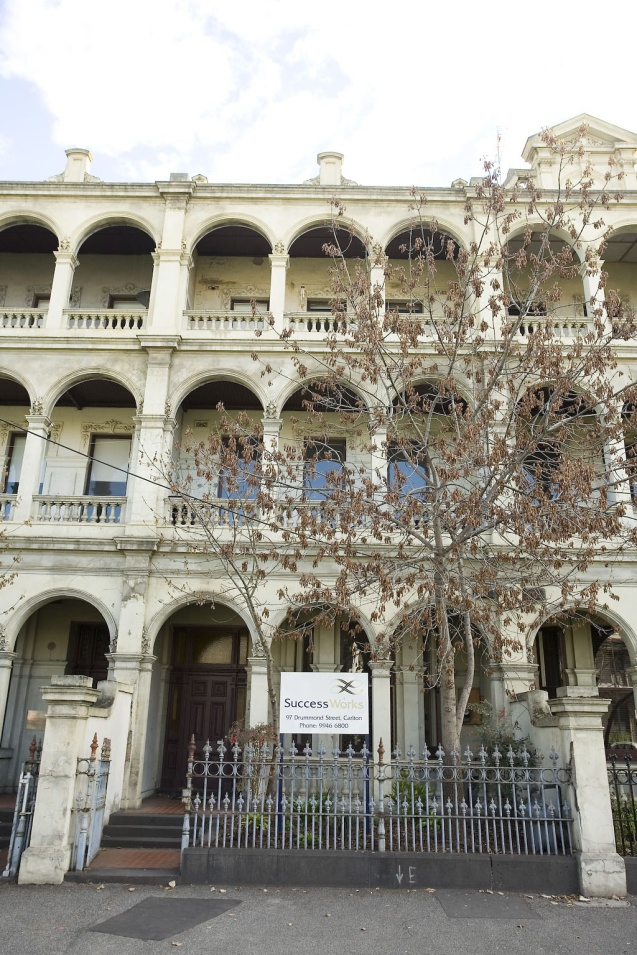 SuccessWorks
97 Drummond Street, Carlton
Phone: 9946 6800
E